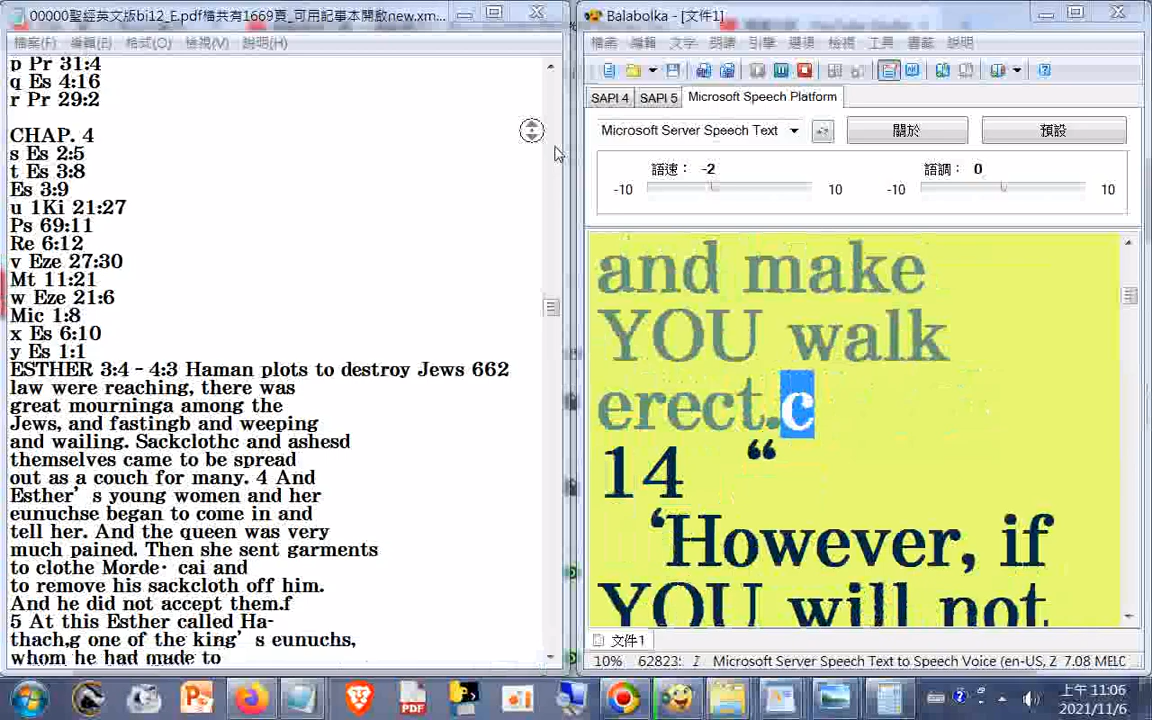 00000聖經英文版bi12_E.pdf檔共有1669頁_可用記事本開啟new.xm...
檔案(F) 編輯(E) 格式(O) 檢視(V) 說明(H)
p Pr 31:4
q Es 4:16
r Pr 29:2
CHAP. 4
s Es 2:5
t Es 3:8
Es 3:9
u 1Ki 21:27
Ps 69:11
Re 6:12
v Eze 27:30
Mt 11:21
w Eze 21:6
Mic 1:8
x Es 6:10
y Es 1:1
ESTHER 3:4 – 4:3 Haman plots to destroy Jews 662
law were reaching, there was
great mourninga among the
Jews, and fastingb and weeping
and wailing. Sackclothc and ashesd
themselves came to be spread
out as a couch for many. 4 And
Esther’s young women and her
eunuchse began to come in and
tell her. And the queen was very
much pained. Then she sent garments
to clothe Morde· cai and
to remove his sackcloth off him.
And he did not accept them.f
5 At this Esther called Ha-
thach,g one of the king’s eunuchs,
whom he had made to
Balabolka - [文件1]
檔案 編輯 文字 朗讀 引擎 選項 檢視 工具 書籤 說明
SAPI 4 SAPI 5 Microsoft Speech Platform
Microsoft Server Speech Text 關於 預設
語速： -2 語調： 0
-10 10 -10 10
and make
YOU walk
erect.c
14 “
‘However, if
YOU will not
文件1
10% 62823: Microsoft Server Speech Text to Speech Voice (en-US, Z 7.08 MELC
PDF
上午 11:06
2021/11/6